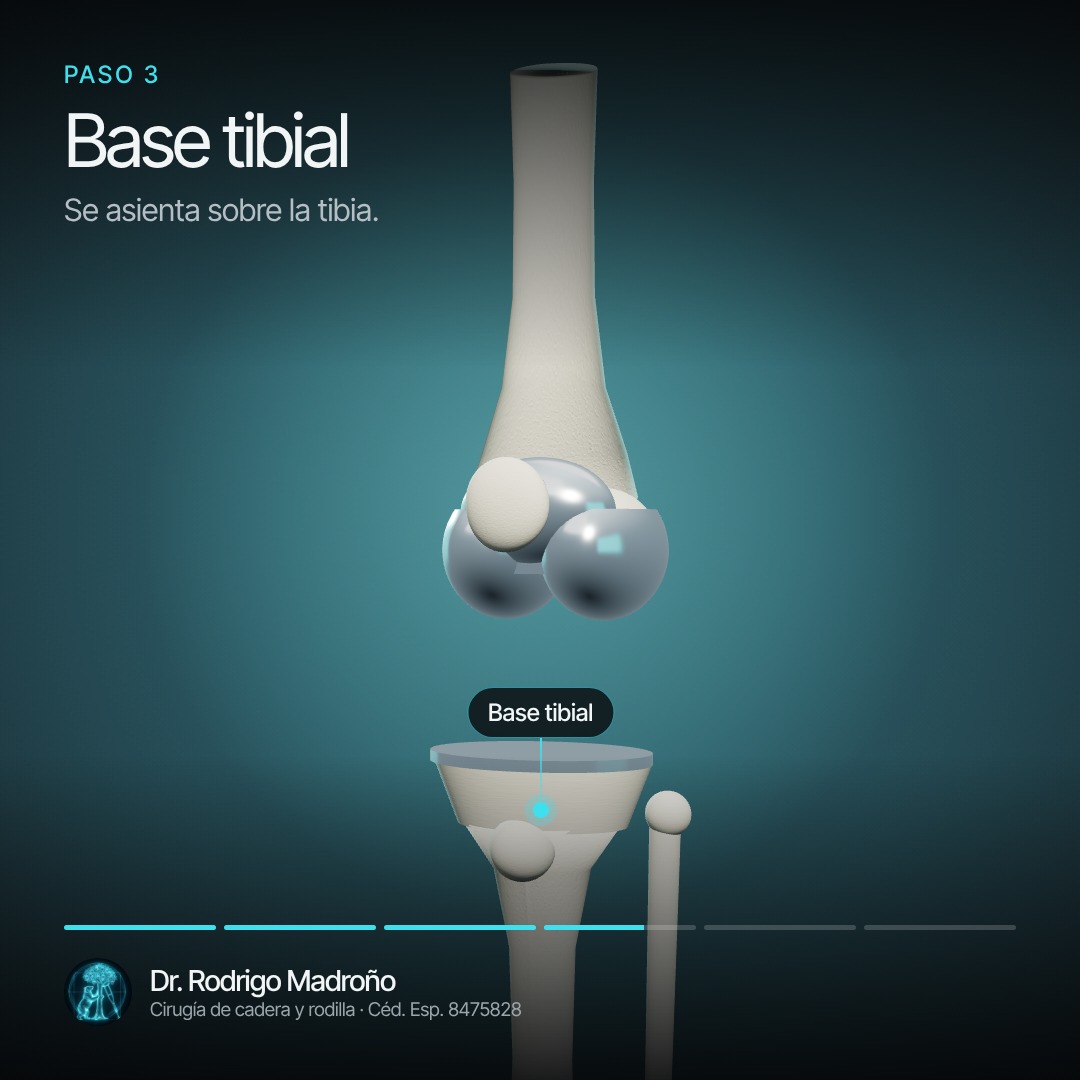 PASO 3
Base tibial
Se asienta sobre la tibia.
Base tibial
Dr. Rodrigo Madroño
Cirugía de cadera y rodilla · Céd. Esp. 8475828